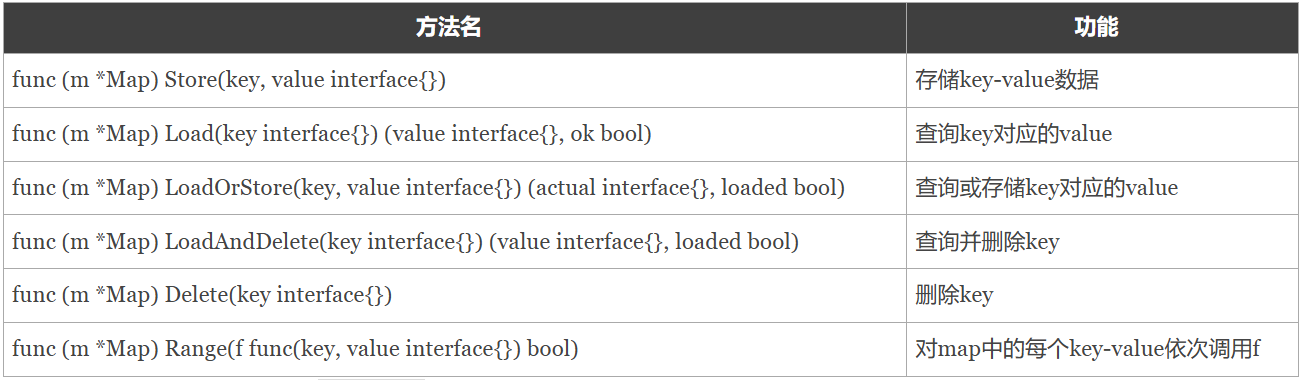 方法名 功能
func (m *Map) Store(key, value interface{}) 存储key-value数据
func (m *Map) Load(key interface{}) (value interface{}, ok bool) 查询key对应的value
func (m *Map) LoadOrStore(key, value interface{}) (actual interface{}, loaded bool) 查询或存储key对应的value
func (m *Map) LoadAndDelete(key interface{}) (value interface{}, loaded bool) 查询并删除key
func (m *Map) Delete(key interface{}) 删除key
func (m *Map) Range(f func(key, value interface{}) bool) 对map中的每个key-value依次调用f